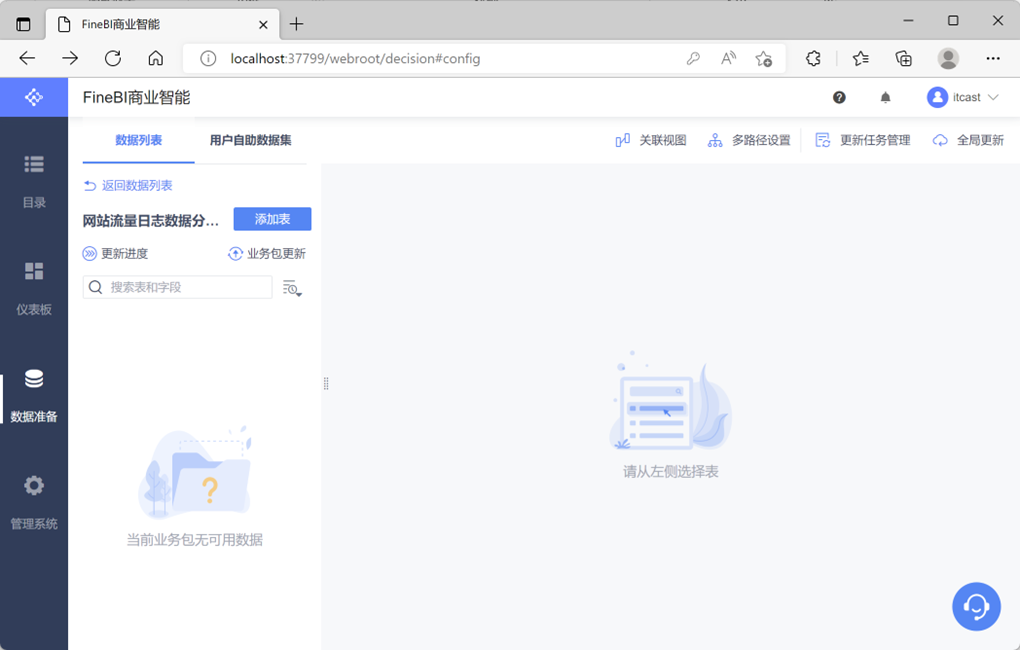 FineBI商业智能
localhost:37799/webroot/decision#config
FineBI商业智能
itcast
目录
仪表板
数据准备
管理系统
数据列表
用户自助数据集
关联视图
多路径设置
更新任务管理
全局更新
返回数据列表
网站流量日志数据分...
添加表
更新进度
业务包更新
搜索表和字段
?
当前业务包无可用数据
请从左侧选择表